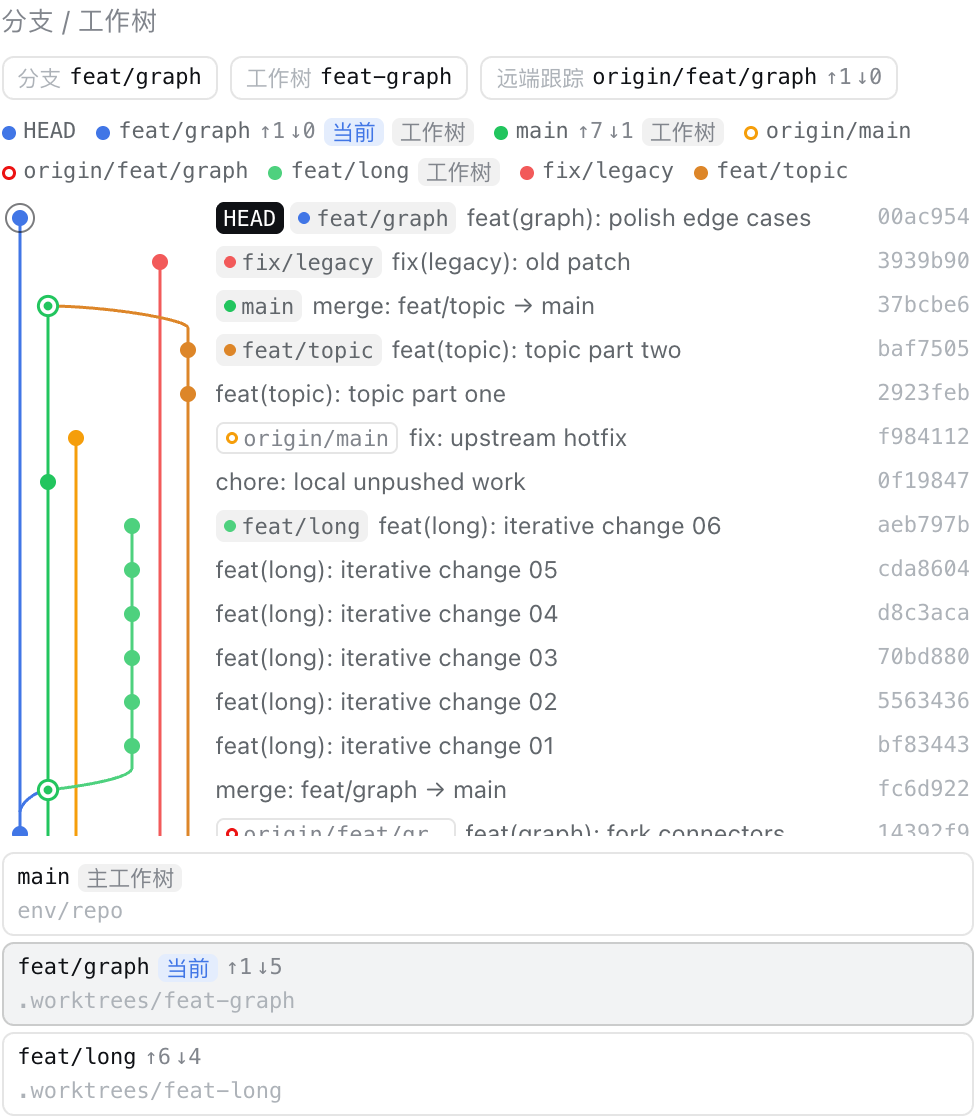 分支 / 工作树
分支 feat/graph 工作树 feat-graph 远端跟踪 origin/feat/graph ↑1↓0
HEAD feat/graph ↑1↓0 当前 工作树 main ↑7↓1 工作树 origin/main
origin/feat/graph feat/long 工作树 fix/legacy feat/topic
HEAD feat/graph feat(graph): polish edge cases 00ac954
fix/legacy fix(legacy): old patch 3939b90
main merge: feat/topic → main 37bcbe6
feat/topic feat(topic): topic part two baf7505
feat(topic): topic part one 2923feb
origin/main fix: upstream hotfix f984112
chore: local unpushed work 0f19847
feat/long feat(long): iterative change 06 aeb797b
feat(long): iterative change 05 cda8604
feat(long): iterative change 04 d8c3aca
feat(long): iterative change 03 70bd880
feat(long): iterative change 02 5563436
feat(long): iterative change 01 bf83443
merge: feat/graph → main fc6d922
origin/feat/gr… feat(graph): fork connectors 14392f9
main 主工作树
env/repo
feat/graph 当前 ↑1↓5
.worktrees/feat-graph
feat/long ↑6↓4
.worktrees/feat-long